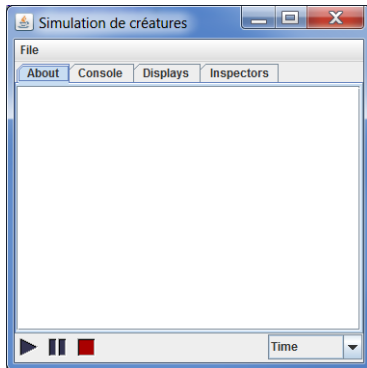 Simulation de créatures
File
About Console Displays Inspectors
Time